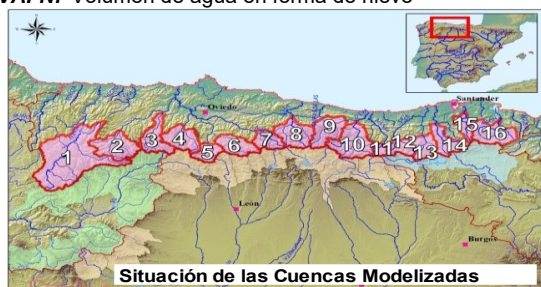 VAFN: Volumen de agua en forma de nieve
Oviedo
Santander
1 2 3 4 5 6 7 8 9 10 11 12 13 14 15 16
León
Burgos
Situación de las Cuencas Modelizadas